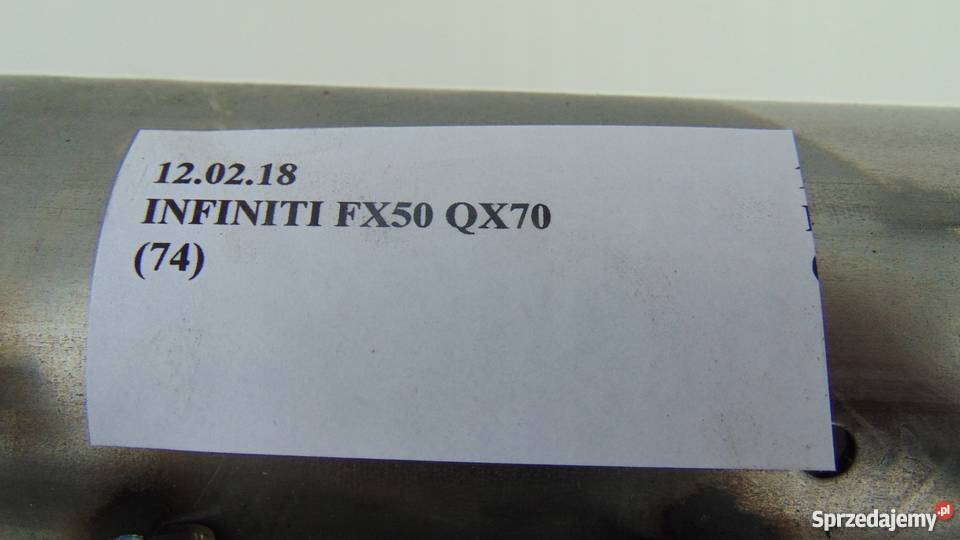 12.02.18
INFINITI FX50 QX70
(74)
Sprzedajemy.pl